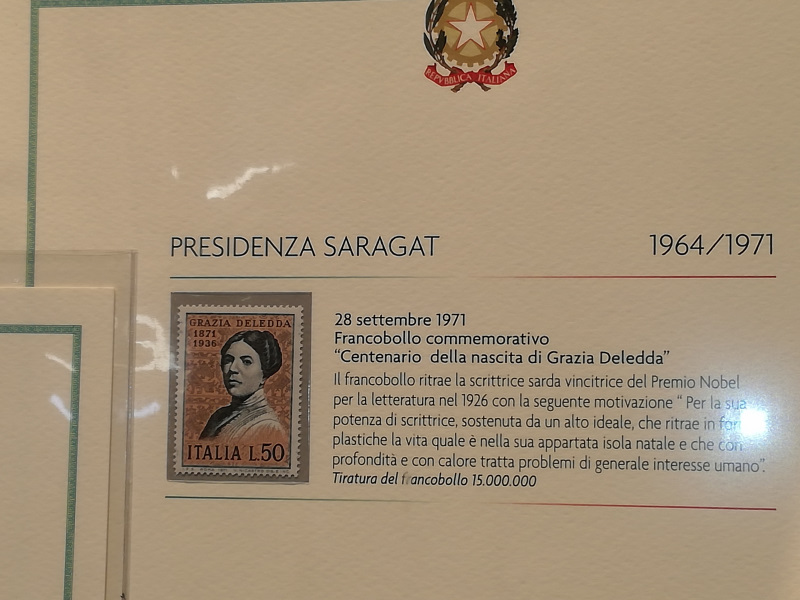 REPVBBLICA ITALIANA
PRESIDENZA SARAGAT 1964/1971
GRAZIA DELEDDA
1871
1936
ITALIA L.50
28 settembre 1971
Francobollo commemorativo
“Centenario della nascita di Grazia Deledda”
Il francobollo ritrae la scrittrice sarda vincitrice del Premio Nobel
per la letteratura nel 1926 con la seguente motivazione “ Per la sua
potenza di scrittrice, sostenuta da un alto ideale, che ritrae in
plastiche la vita quale è nella sua appartata isola natale e che con
profondità e con calore tratta problemi di generale interesse umano”.
Tiratura del francobollo 15.000.000